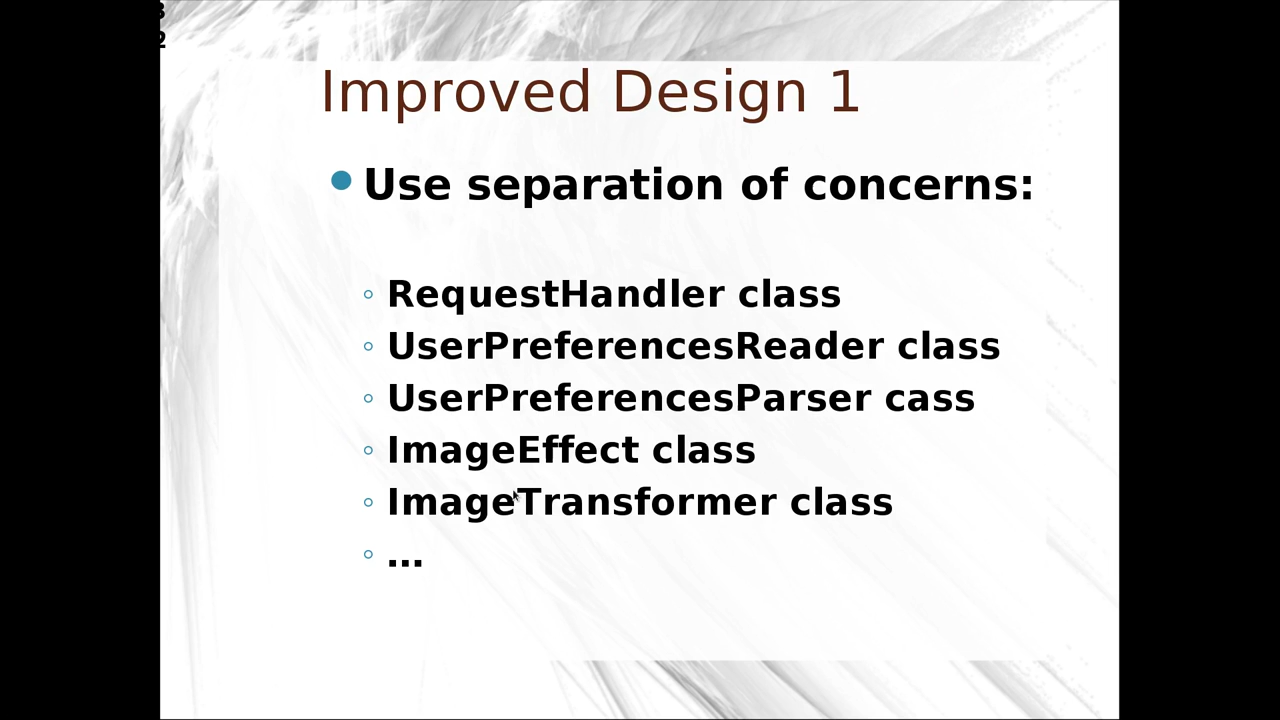 Improved Design 1
Use separation of concerns:
RequestHandler class
UserPreferencesReader class
UserPreferencesParser cass
ImageEffect class
ImageTransformer class
...